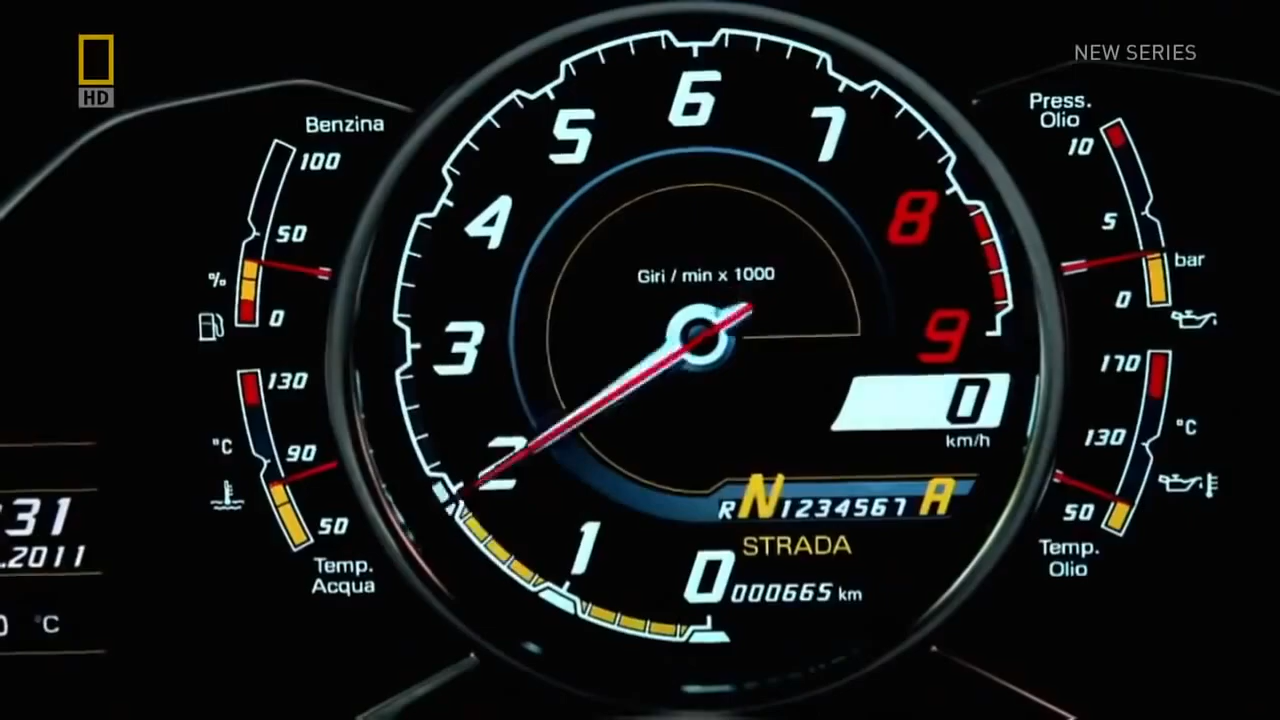 HD
NEW SERIES
Benzina
100
50
%
0
130
°C
90
50
Temp.
Acqua
:31
.2011
0 °C
6
5
7
4
8
3
9
2
1
0
Giri / min x 1000
0
km/h
R N 1 2 3 4 5 6 7 A
STRADA
000665 km
Press.
Olio
10
5
bar
0
170
°C
130
50
Temp.
Olio